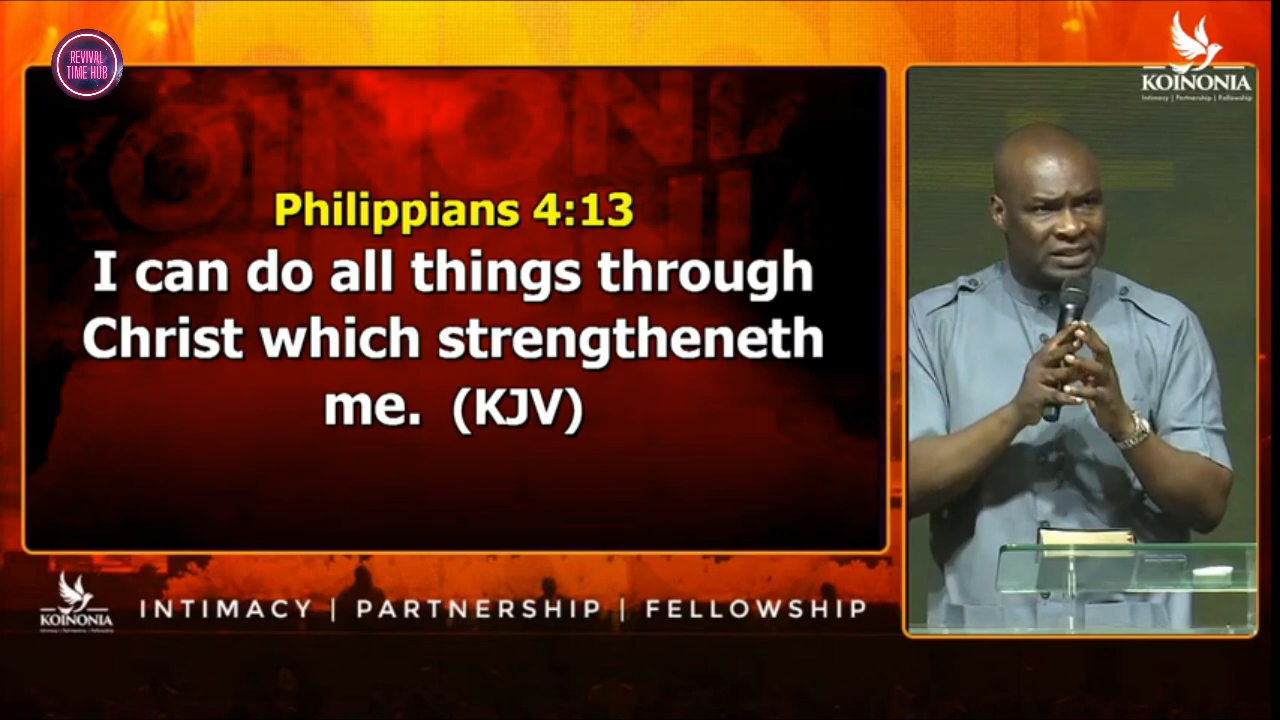 REVIVAL
TIME HUB
KOINONIA
Intimacy | Partnership | Fellowship
Philippians 4:13
I can do all things through
Christ which strengtheneth
me. (KJV)
KOINONIA
INTIMACY | PARTNERSHIP | FELLOWSHIP